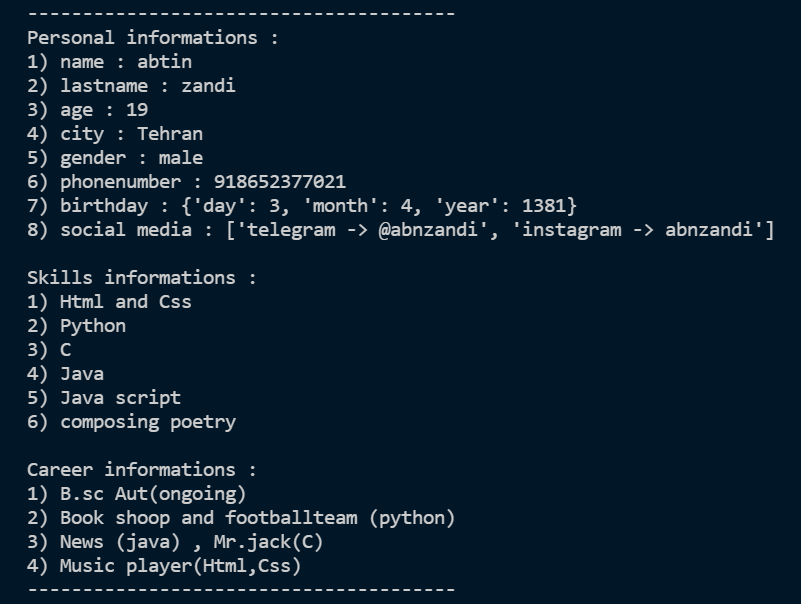 ---------------------------------------
Personal informations :
1) name : abtin
2) lastname : zandi
3) age : 19
4) city : Tehran
5) gender : male
6) phonenumber : 918652377021
7) birthday : {'day': 3, 'month': 4, 'year': 1381}
8) social media : ['telegram -> @abnzandi', 'instagram -> abnzandi']

Skills informations :
1) Html and Css
2) Python
3) C
4) Java
5) Java script
6) composing poetry

Career informations :
1) B.sc Aut(ongoing)
2) Book shoop and footballteam (python)
3) News (java) , Mr.jack(C)
4) Music player(Html,Css)
---------------------------------------